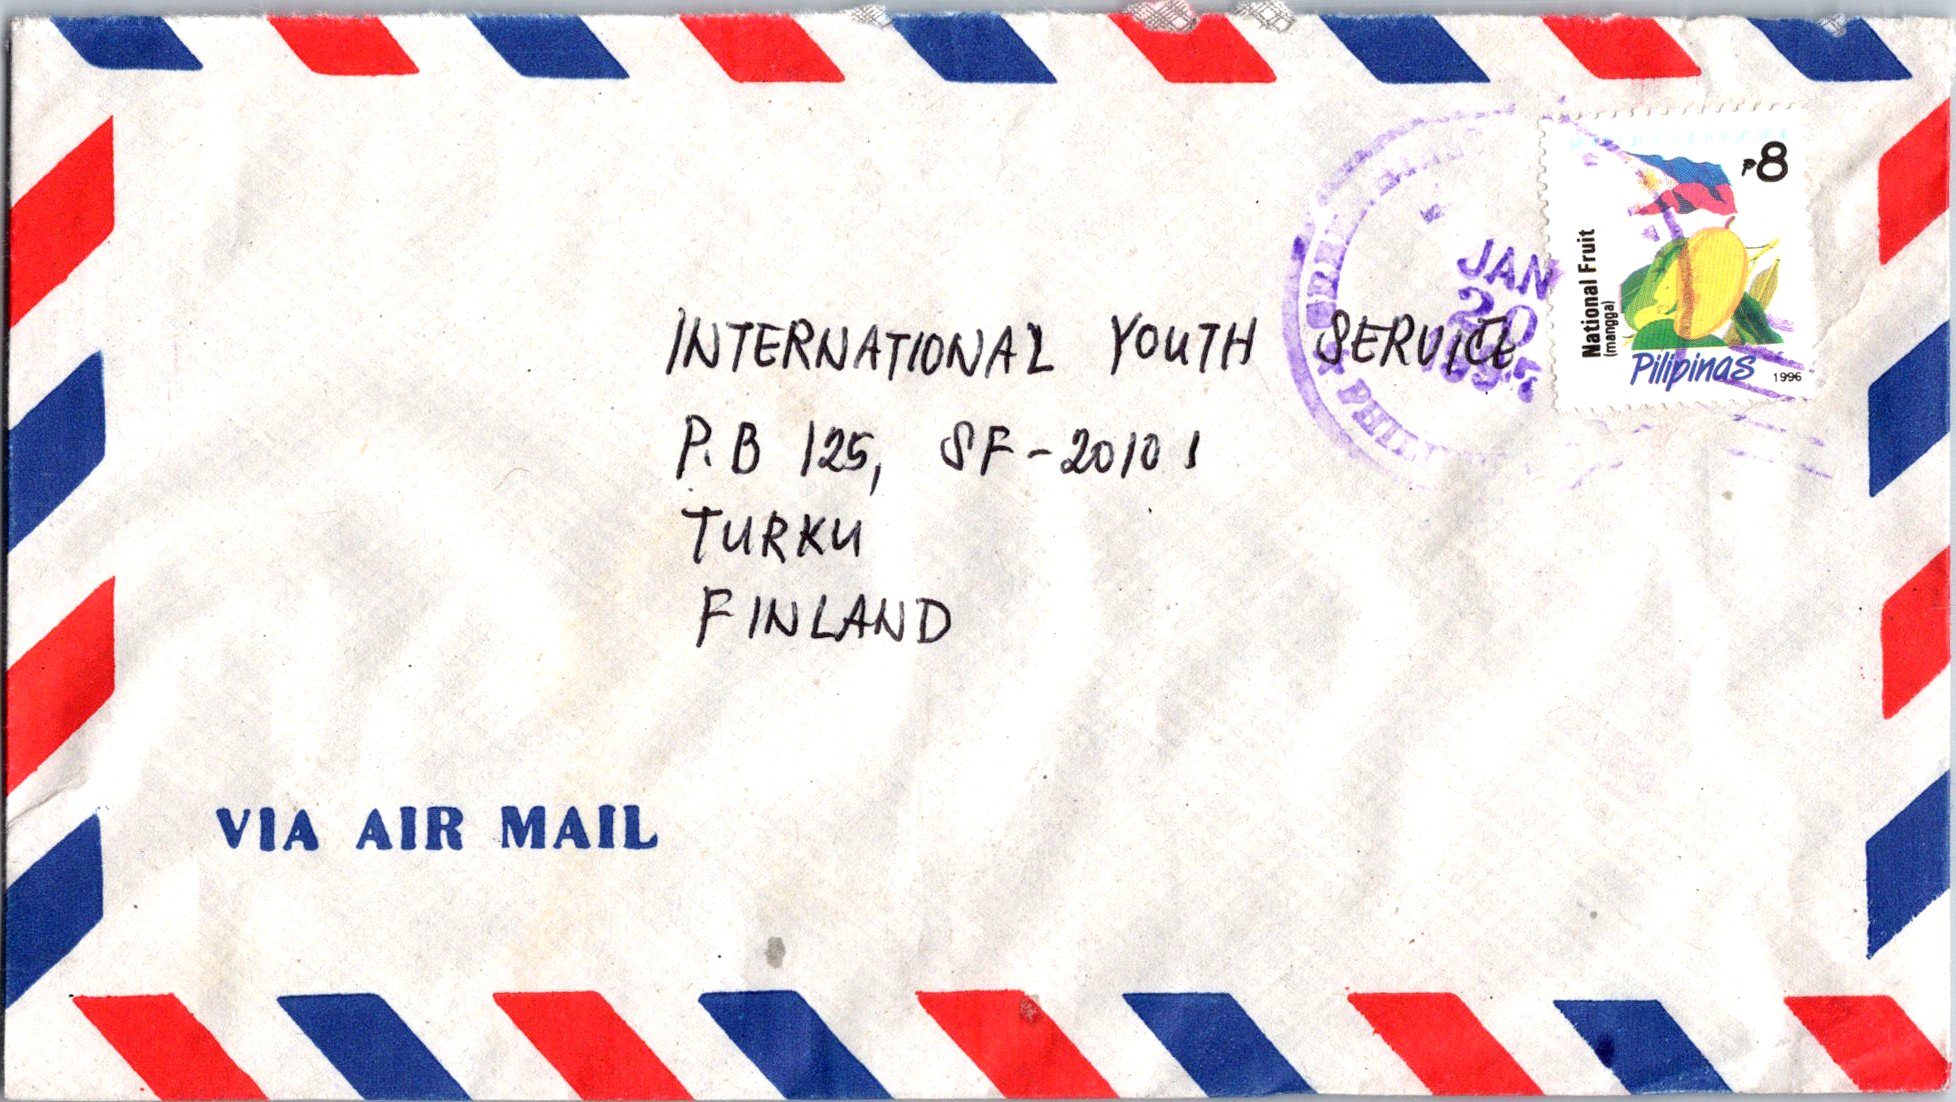 ₱8
National Fruit
(mangga)
Pilipinas 1996
JAN
20
INTERNATIONAL YOUTH SERVICE
P.B 125, SF-20101
TURKU
FINLAND
VIA AIR MAIL